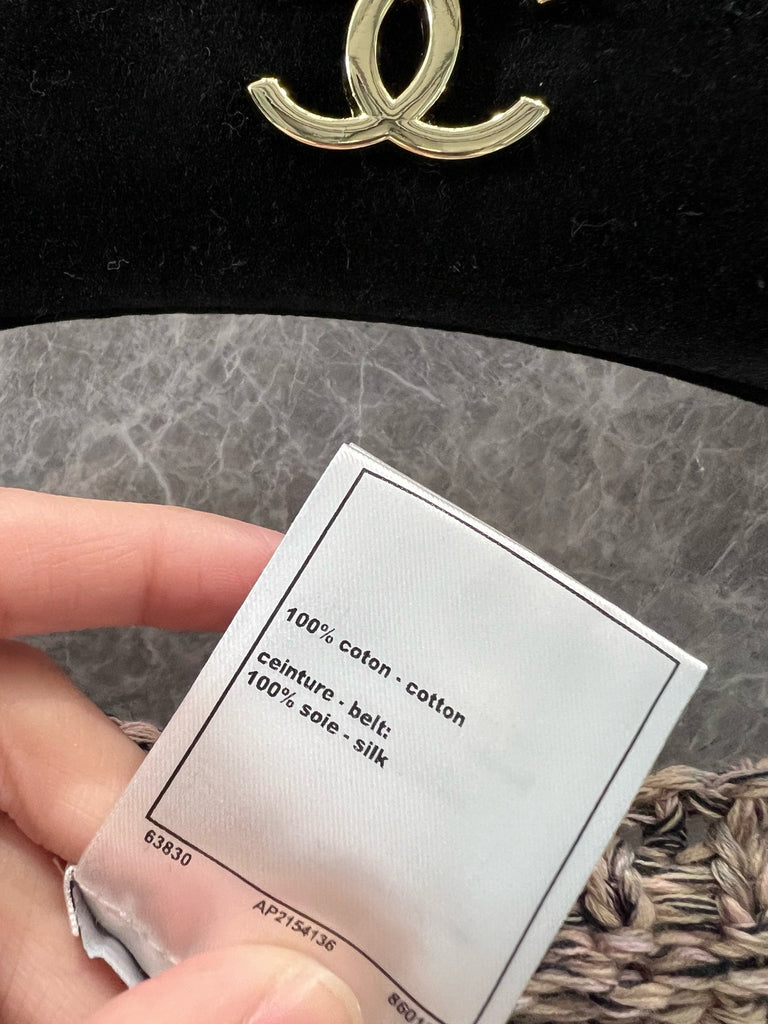 100% coton - cotton
ceinture - belt:
100% soie - silk
63830
AP2154136